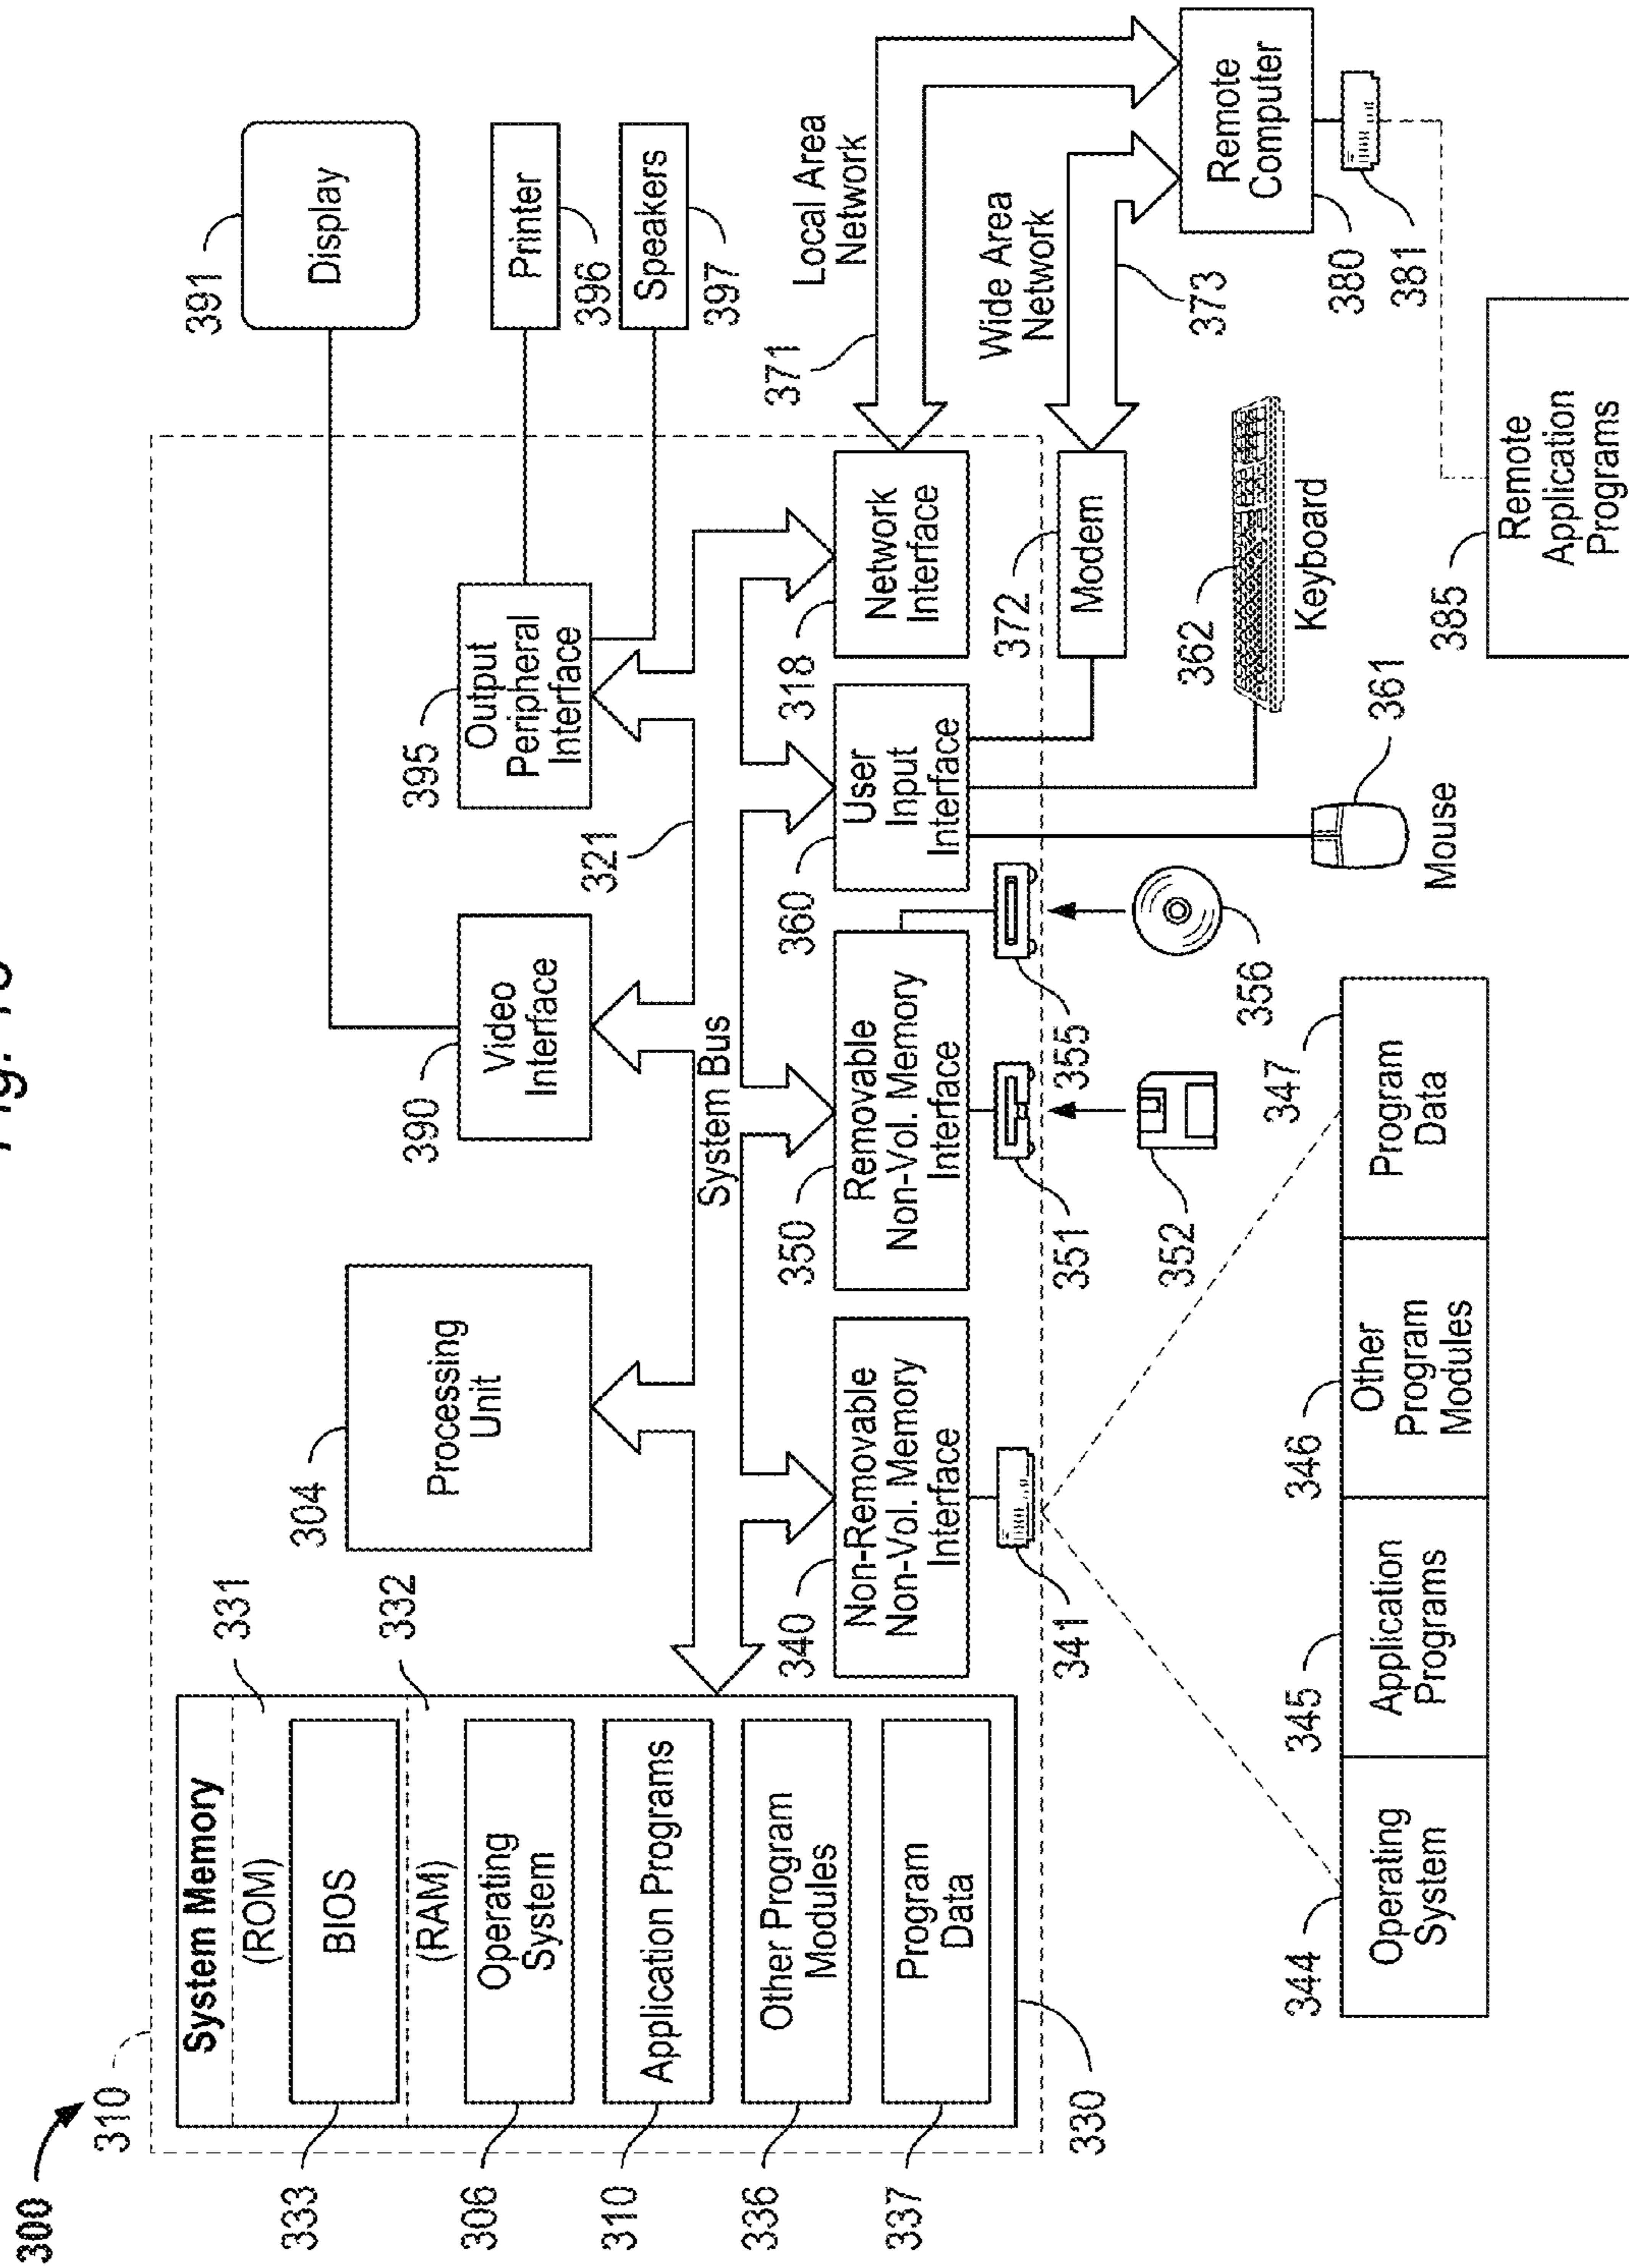 300
310
System Memory
(ROM)
331
BIOS
333
(RAM)
332
Operating
System
306
Application Programs
310
Other Program
Modules
336
Program
Data
337
330
304
Processing
Unit
390
Video
Interface
395
Output
Peripheral
Interface
391
Display
Printer
396
Speakers
397
System Bus
321
340
Non-Removable
Non-Vol. Memory
Interface
341
350
Removable
Non-Vol. Memory
Interface
351
355
352
356
360
User
Input
Interface
318
Network
Interface
371
Local Area
Network
372
Modem
Wide Area
Network
373
Remote
Computer
380
381
362
Keyboard
361
Mouse
344
Operating
System
345
Application
Programs
346
Other
Program
Modules
347
Program
Data
385
Remote
Application
Programs